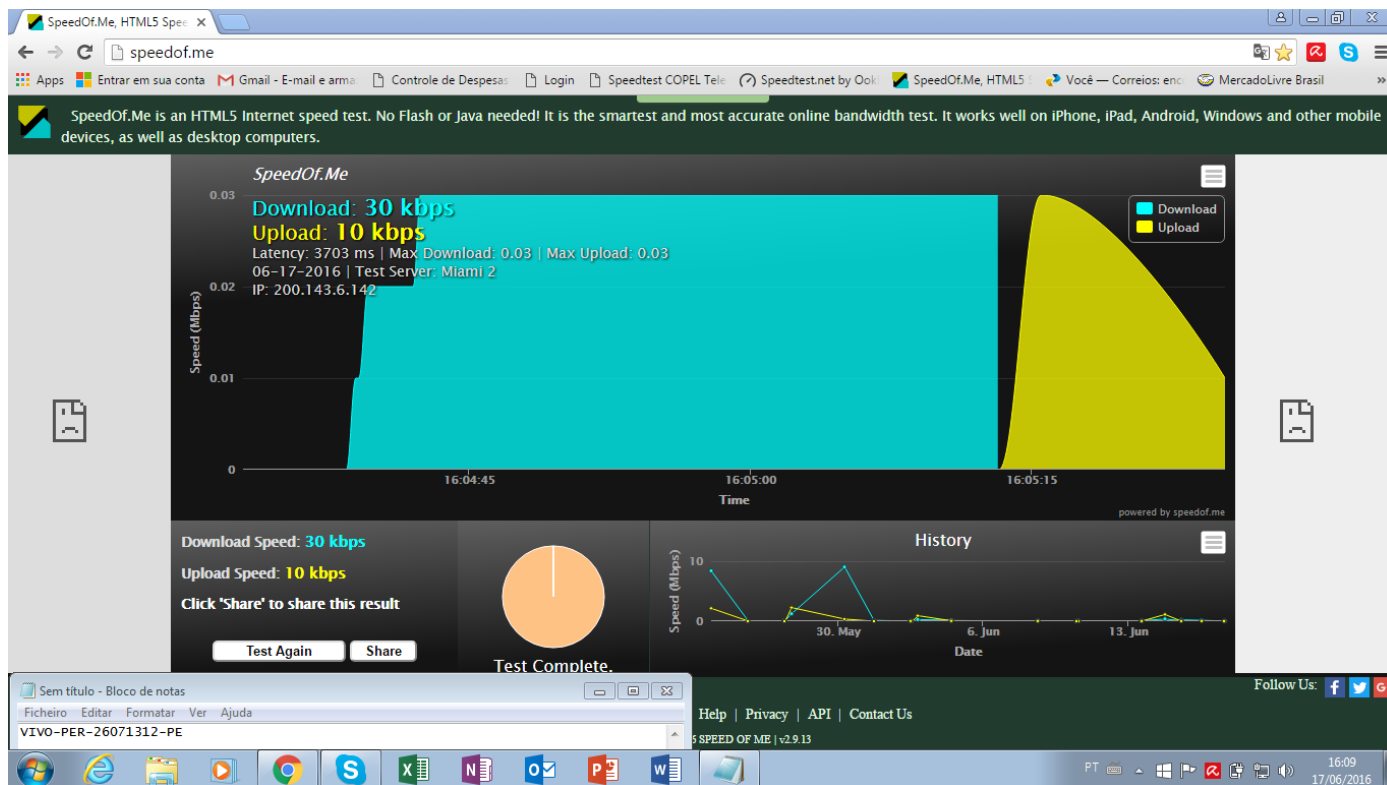 SpeedOf.Me, HTML5 Spee
speedof.me
Apps Entrar em sua conta Gmail - E-mail e arma Controle de Despesas Login Speedtest COPEL Tele Speedtest.net by Ook SpeedOf.Me, HTML5 S Você — Correios: enc MercadoLivre Brasil »
SpeedOf.Me is an HTML5 Internet speed test. No Flash or Java needed! It is the smartest and most accurate online bandwidth test. It works well on iPhone, iPad, Android, Windows and other mobile
devices, as well as desktop computers.
SpeedOf.Me
Download: 30 kbps
Upload: 10 kbps
Latency: 3703 ms | Max Download: 0.03 | Max Upload: 0.03
06-17-2016 | Test Server: Miami 2
IP: 200.143.6.142
Download
Upload
0.03
0.02
0.01
0
Speed (Mbps)
16:04:45 16:05:00 16:05:15
Time
powered by speedof.me
Download Speed: 30 kbps
Upload Speed: 10 kbps
Click 'Share' to share this result
Test Again Share
Test Complete.
History
Speed (Mbps)
10
0
30. May 6. Jun 13. Jun
Date
Follow Us:
Help | Privacy | API | Contact Us
5 SPEED OF ME | v2.9.13
Sem título - Bloco de notas
Ficheiro Editar Formatar Ver Ajuda
VIVO-PER-26071312-PE
PT
16:09
17/06/2016